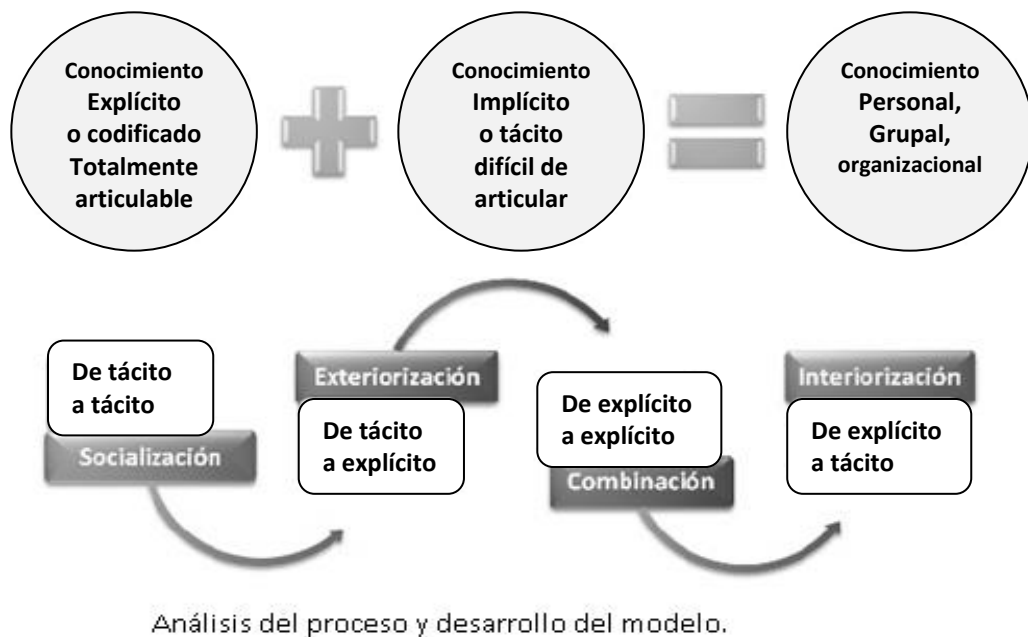 Conocimiento
Explícito
o codificado
Totalmente
articulable
Conocimiento
Implícito
o tácito
difícil de
articular
Conocimiento
Personal,
Grupal,
organizacional
De tácito
a tácito
Socialización
Exteriorización
De tácito
a explícito
De explícito
a explícito
Combinación
Interiorización
De explícito
a tácito
Análisis del proceso y desarrollo del modelo.